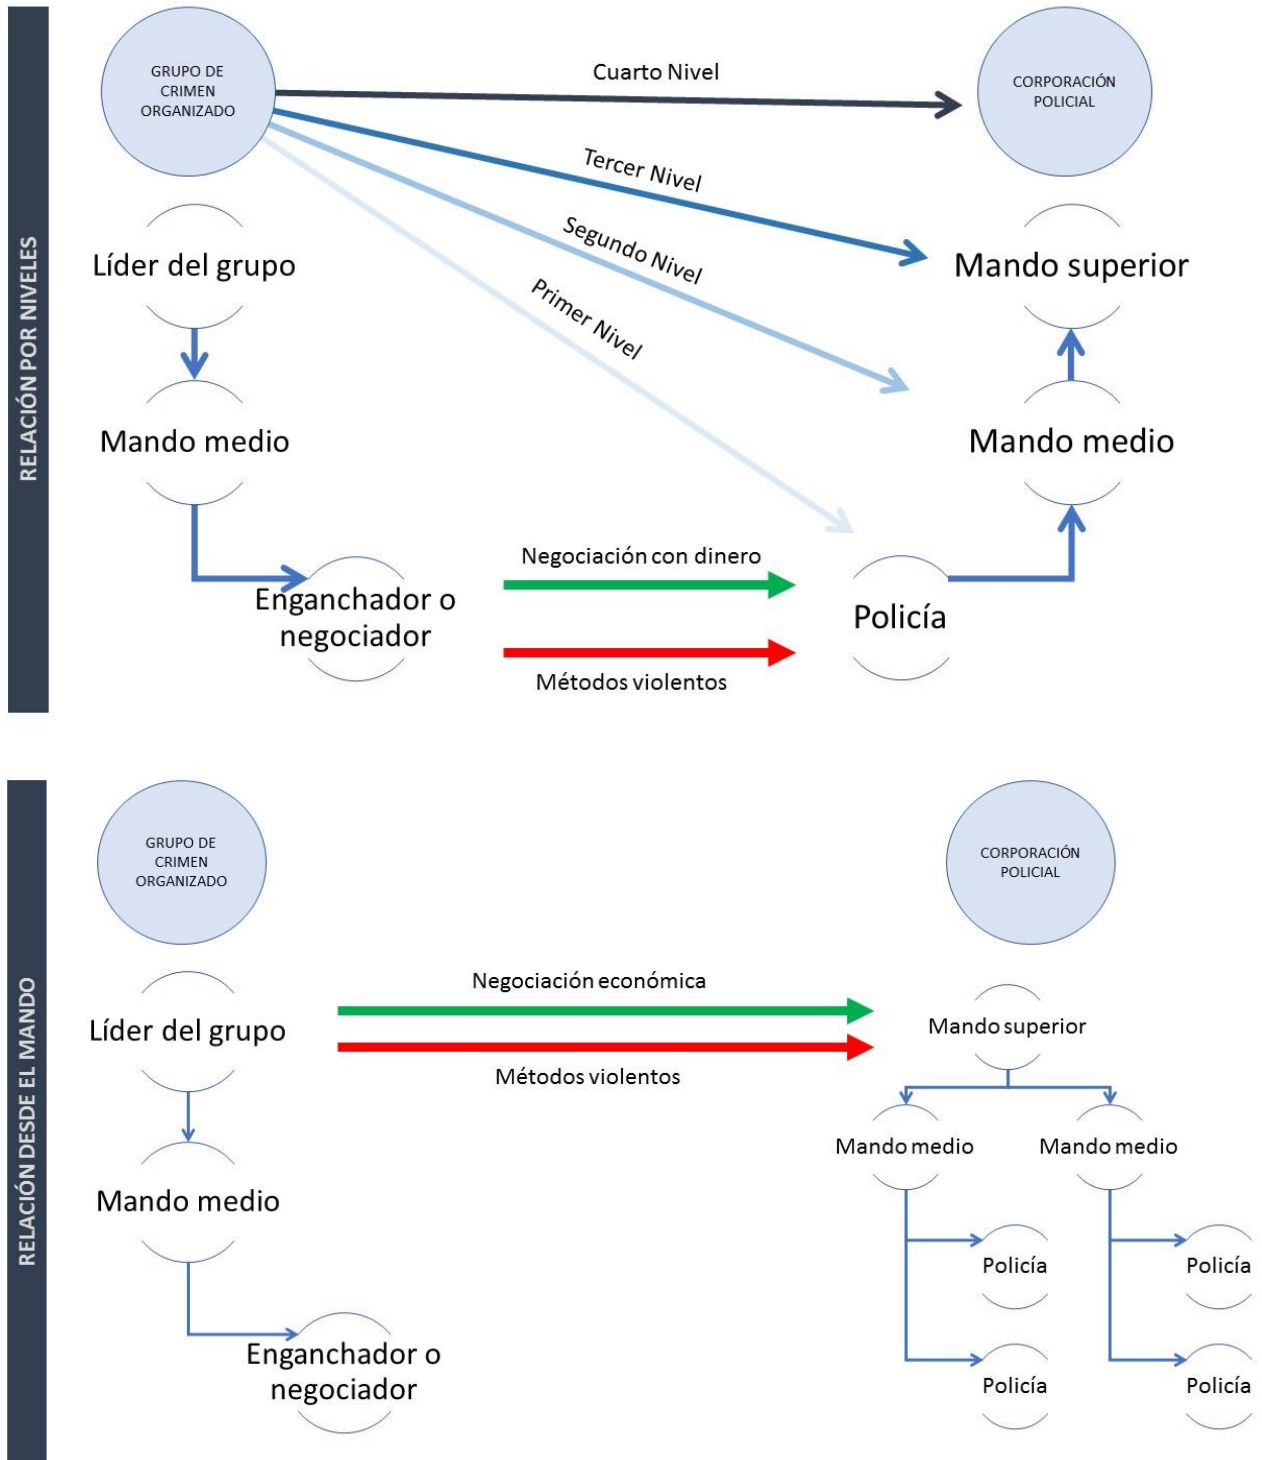 RELACIÓN POR NIVELES
GRUPO DE
CRIMEN
ORGANIZADO
Cuarto Nivel
CORPORACIÓN
POLICIAL
Tercer Nivel
Segundo Nivel
Primer Nivel
Líder del grupo
Mando superior
Mando medio
Mando medio
Negociación con dinero
Enganchador o
negociador
Policía
Métodos violentos
RELACIÓN DESDE EL MANDO
GRUPO DE
CRIMEN
ORGANIZADO
CORPORACIÓN
POLICIAL
Negociación económica
Líder del grupo
Mando superior
Métodos violentos
Mando medio
Mando medio
Mando medio
Policía
Policía
Enganchador o
negociador
Policía
Policía